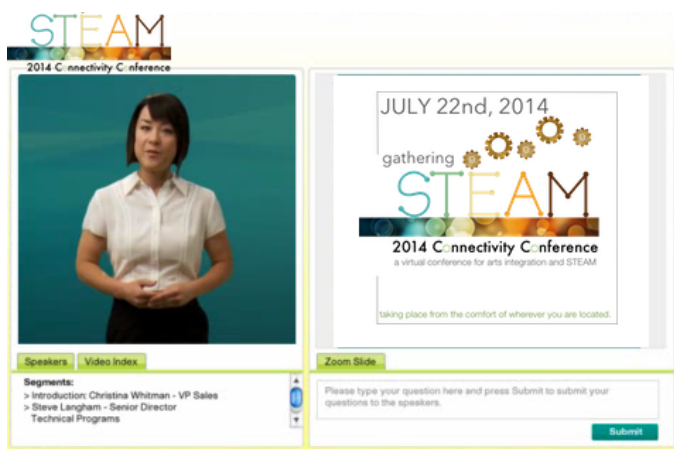 STEAM
2014 Connectivity Conference
JULY 22nd, 2014
gathering
STEAM
2014 Connectivity Conference
a virtual conference for arts integration and STEAM
taking place from the comfort of wherever you are located.
Speakers
Video Index
Segments:
> Introduction: Christina Whitman - VP Sales
> Steve Langham - Senior Director
Technical Programs
Zoom Slide
Please type your question here and press Submit to submit your
questions to the speakers.
Submit